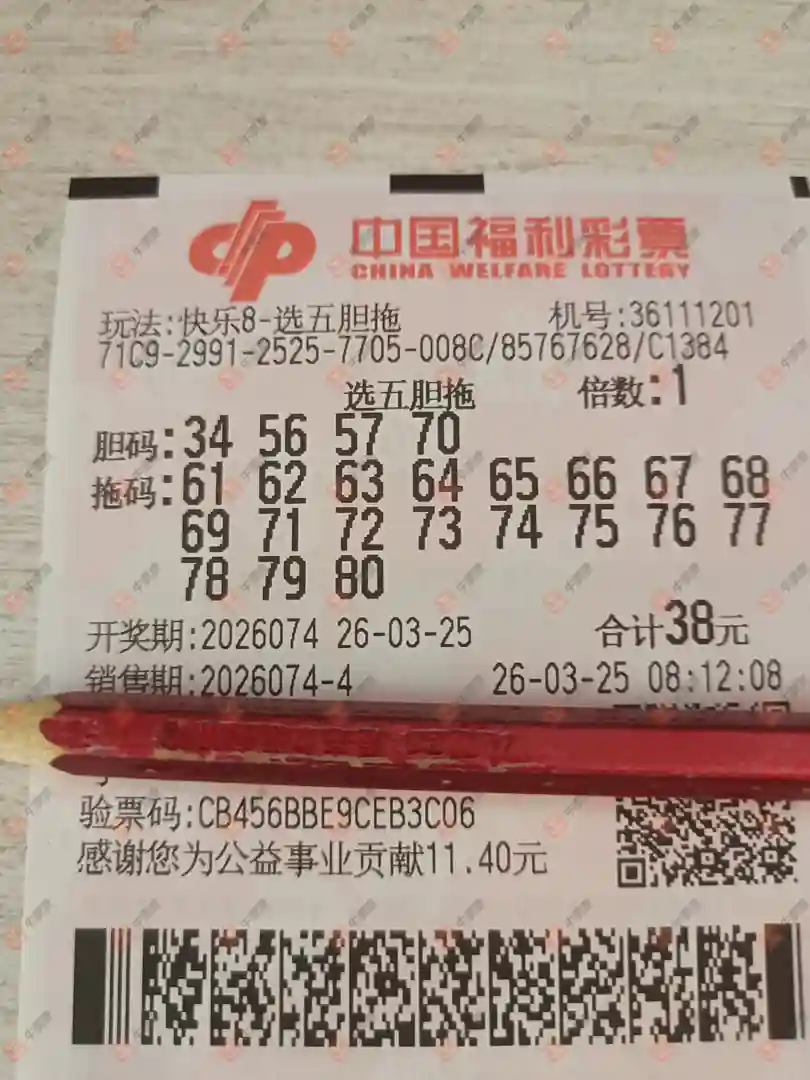 中国福利彩票
CHINA WELFARE LOTTERY
玩法:快乐8-选五胆拖 机号:36111201
71C9-2991-2525-7705-008C/85767628/C1384
选五胆拖 倍数:1
胆码:34 56 57 70
拖码:61 62 63 64 65 66 67 68
69 71 72 73 74 75 76 77
78 79 80
开奖期:2026074 26-03-25 合计38元
销售期:2026074-4 26-03-25 08:12:08
验票码:CB456BBE9CEB3C06
感谢您为公益事业贡献11.40元